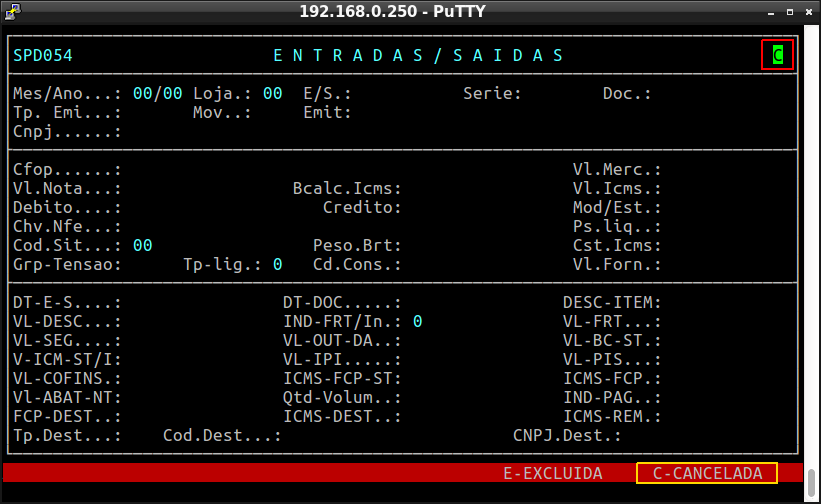 192.168.0.250 - PuTTY
SPD054 E N T R A D A S / S A I D A S C
Mes/Ano...: 00/00 Loja.: 00 E/S.: Serie: Doc.:
Tp. Emi...: Mov..: Emit:
Cnpj......:
Cfop......: Vl.Merc.:
Vl.Nota...: Bcalc.Icms: Vl.Icms.:
Debito....: Credito: Mod/Est.:
Chv.Nfe...: Ps.liq..:
Cod.Sit...: 00 Peso.Brt: Cst.Icms:
Grp-Tensao: Tp-lig.: 0 Cd.Cons.: Vl.Forn.:
DT-E-S....: DT-DOC.....: DESC-ITEM:
VL-DESC...: IND-FRT/In.: 0 VL-FRT...:
VL-SEG....: VL-OUT-DA..: VL-BC-ST.:
V-ICM-ST/I: VL-IPI.....: VL-PIS...:
VL-COFINS.: ICMS-FCP-ST: ICMS-FCP.:
Vl-ABAT-NT: Qtd-Volum..: IND-PAG..:
FCP-DEST..: ICMS-DEST..: ICMS-REM.:
Tp.Dest...: Cod.Dest...: CNPJ.Dest.:
E-EXCLUIDA C-CANCELADA